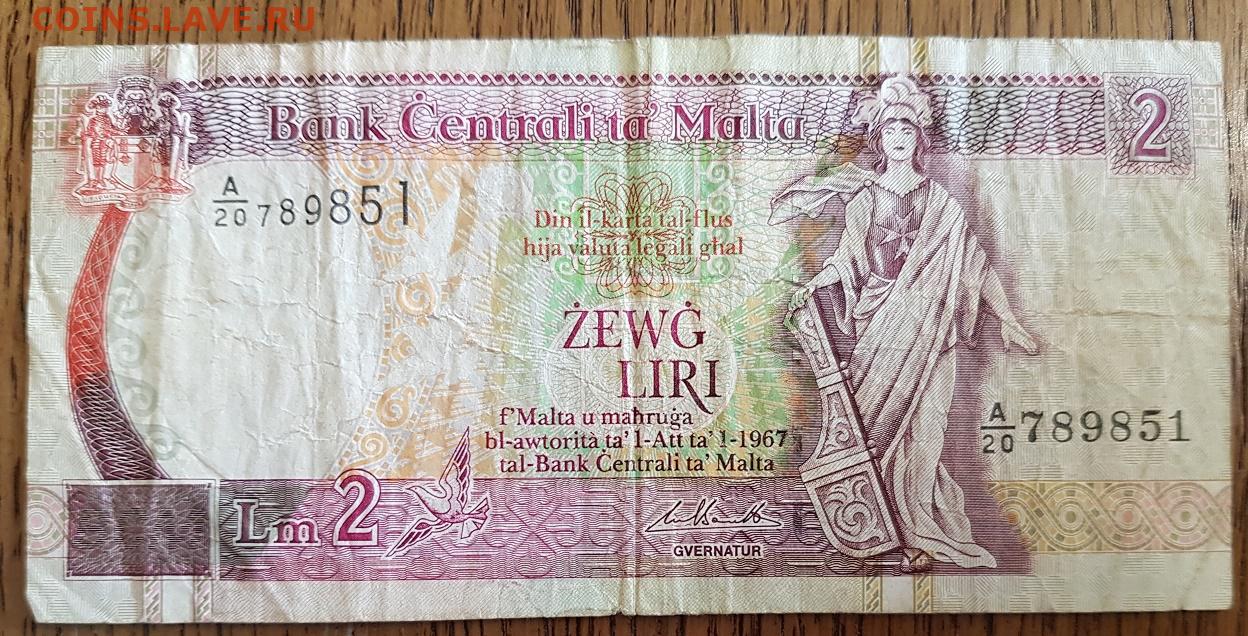 COINS.LAVE.RU
Bank Ċentrali ta' Malta
2
A/20 789851
Din il-karta tal-flus
hija valuta legali għal
ŻEWĠ
LIRI
f'Malta u maħruġa
bl-awtorità ta' l-Att ta' l-1967
tal-Bank Ċentrali ta' Malta
A/20 789851
Lm 2
GVERNATUR